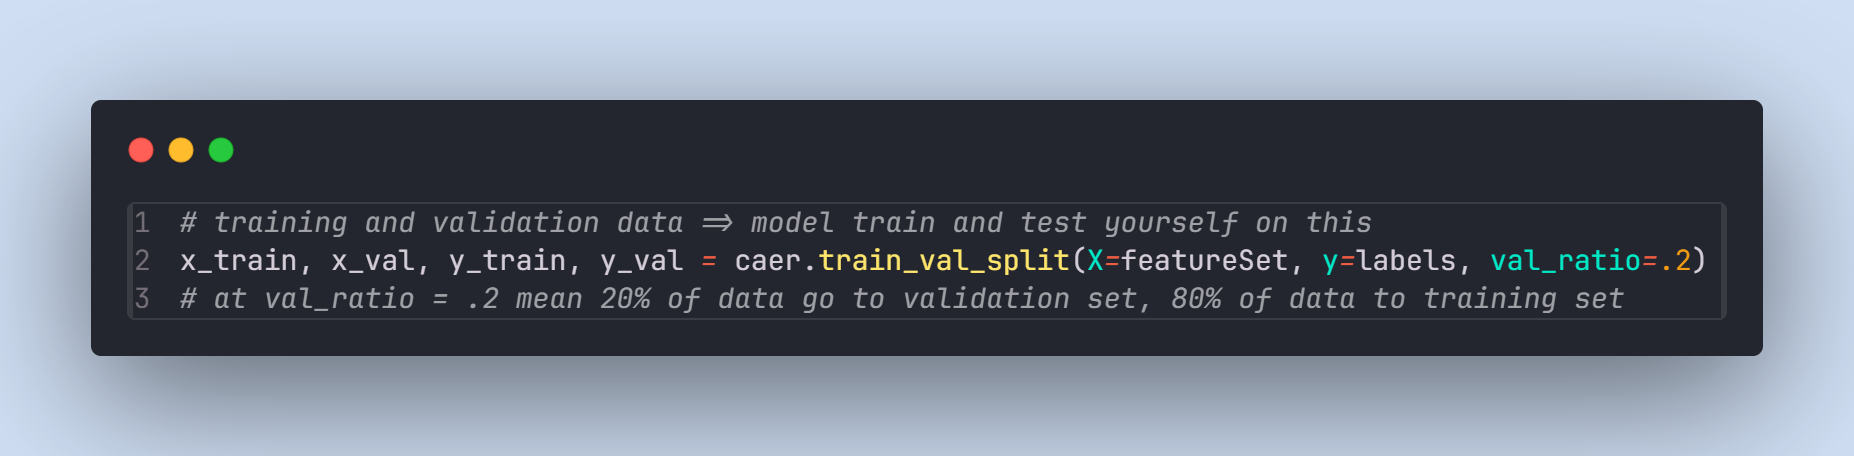 1 # training and validation data => model train and test yourself on this
2 x_train, x_val, y_train, y_val = caer.train_val_split(X=featureSet, y=labels, val_ratio=.2)
3 # at val_ratio = .2 mean 20% of data go to validation set, 80% of data to training set